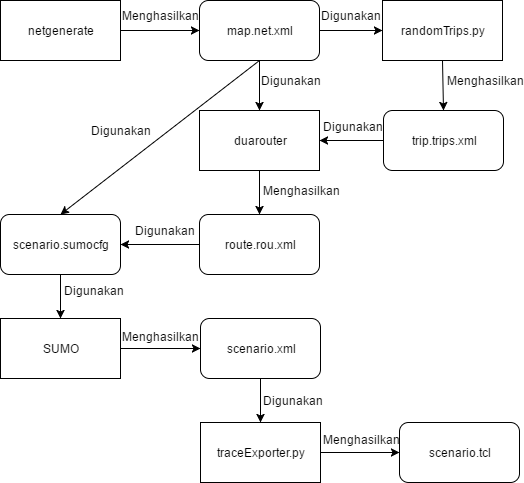 netgenerate
Menghasilkan
map.net.xml
Digunakan
randomTrips.py
Digunakan
Menghasilkan
Digunakan
duarouter
Digunakan
trip.trips.xml
Menghasilkan
scenario.sumocfg
Digunakan
route.rou.xml
Digunakan
SUMO
Menghasilkan
scenario.xml
Digunakan
traceExporter.py
Menghasilkan
scenario.tcl